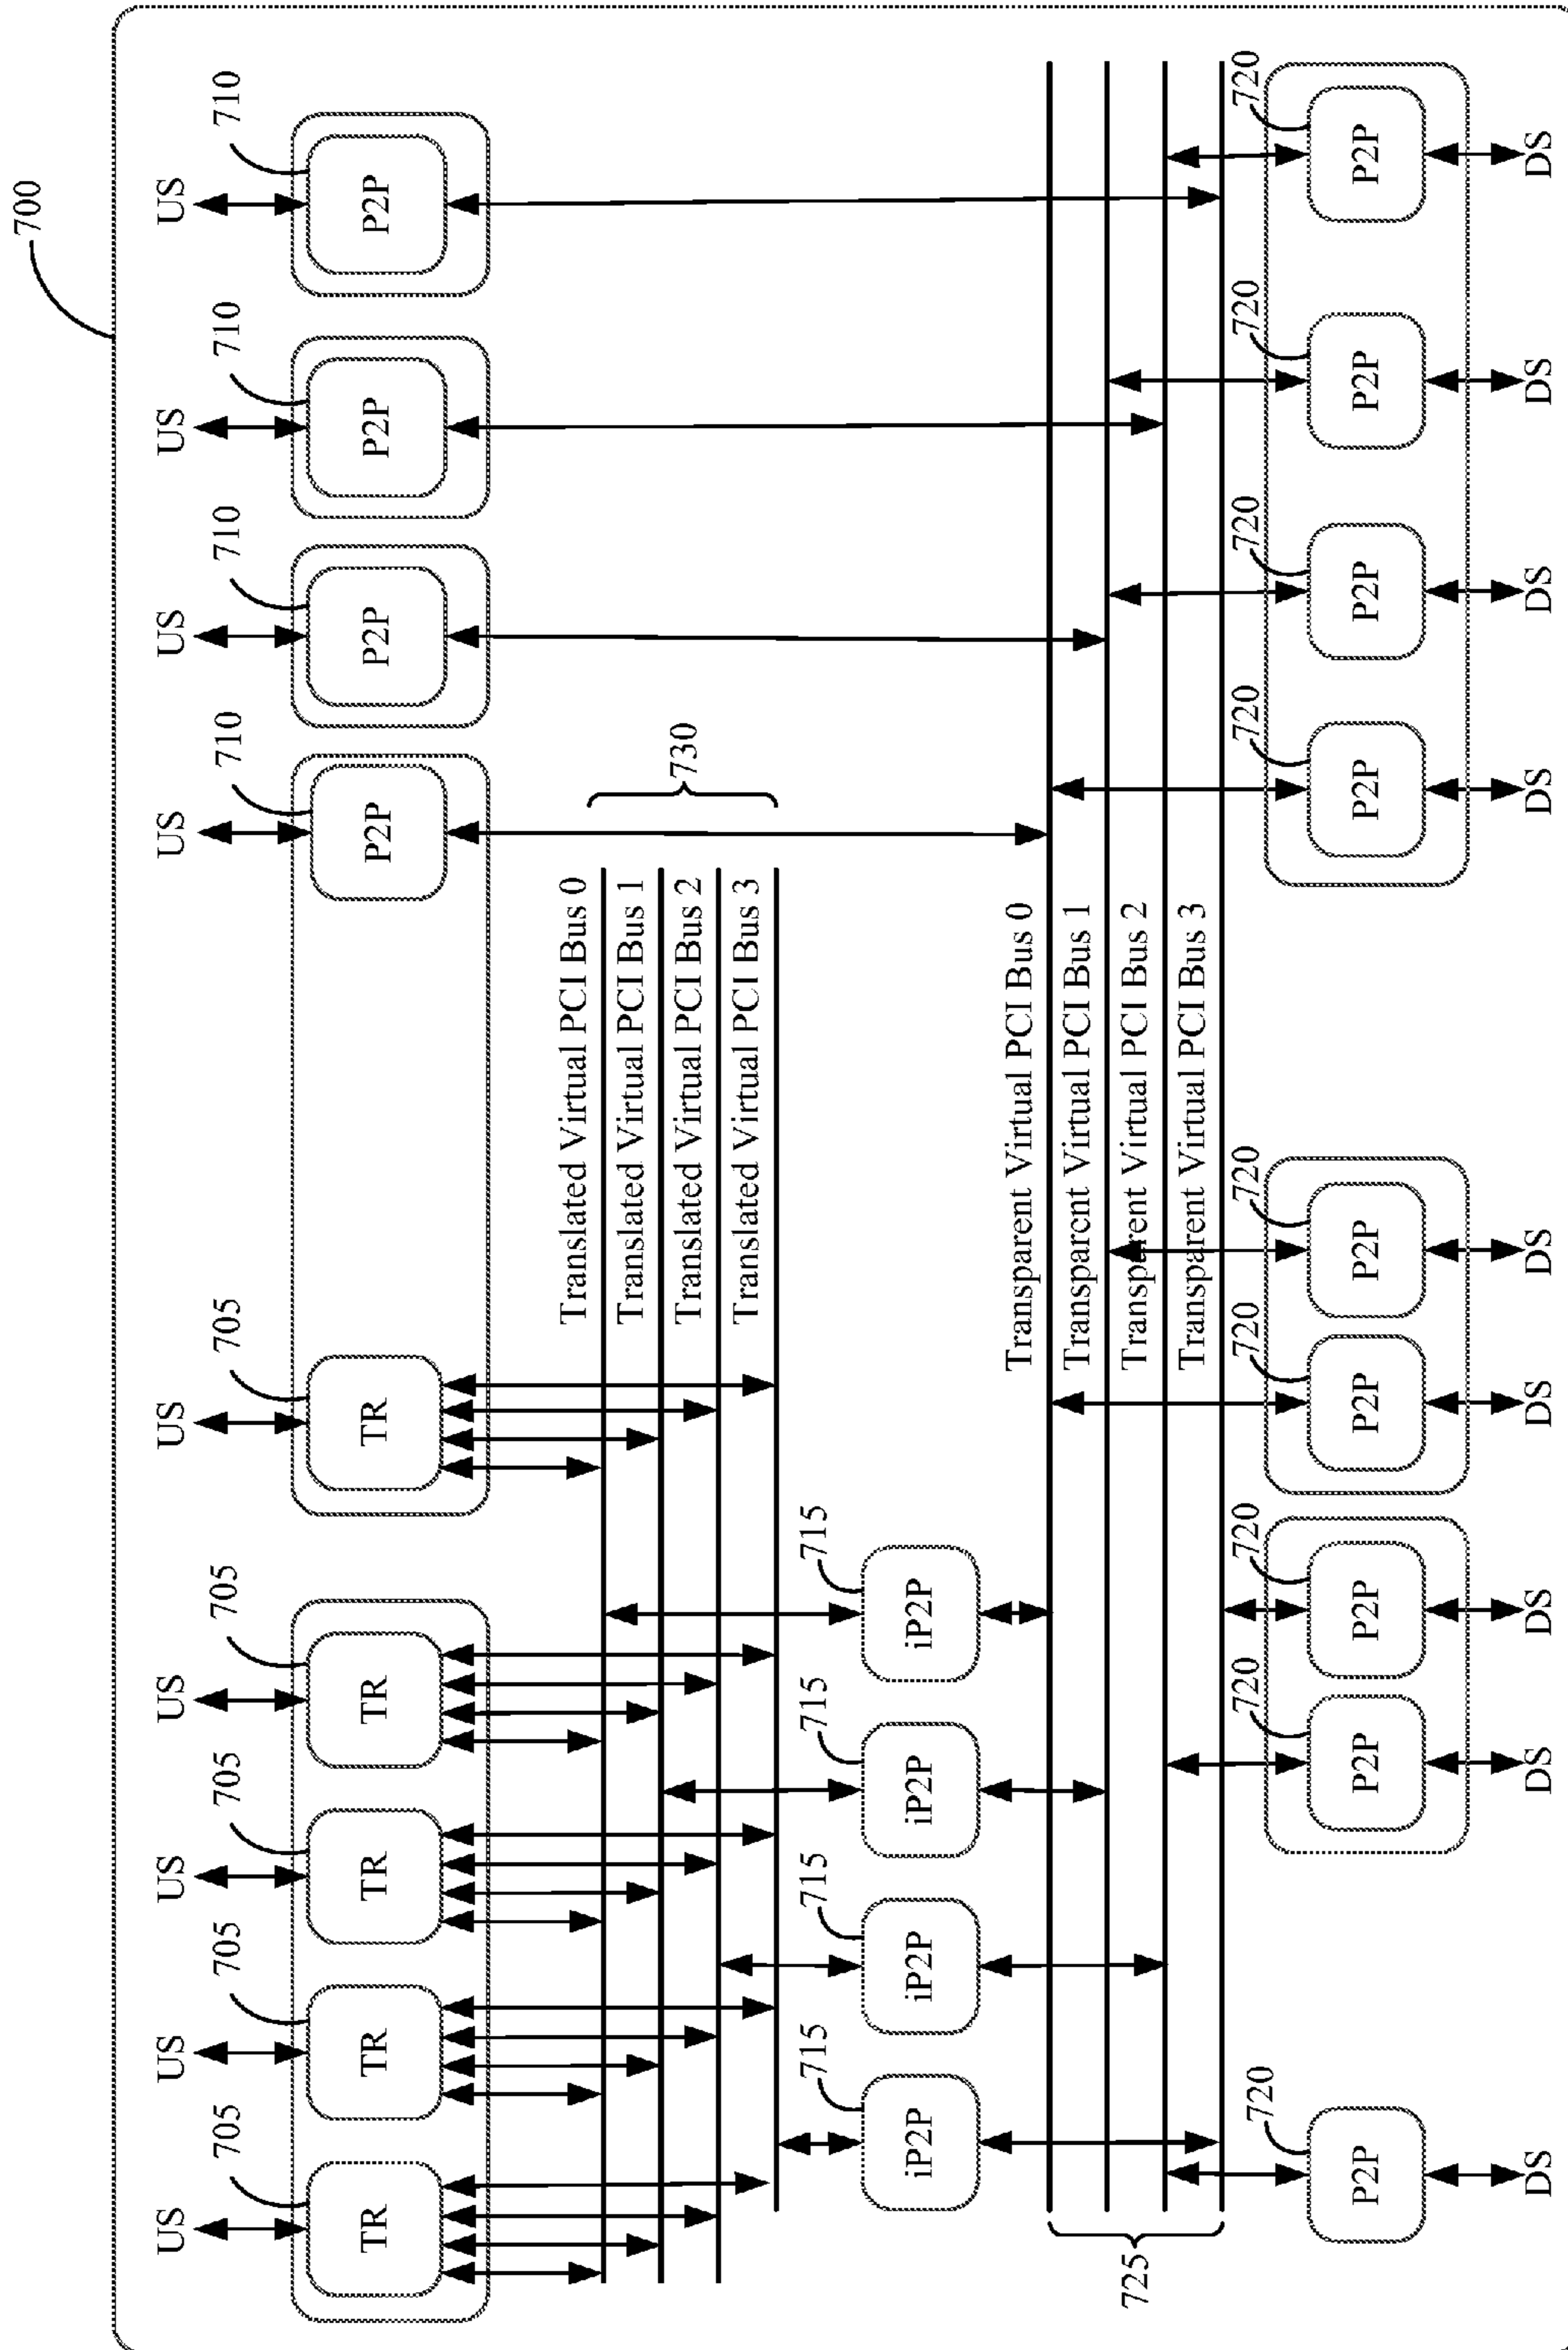 700
US US US US US US US US US
705 705 705 705 705 710 710 710 710
TR TR TR TR TR P2P P2P P2P P2P
Translated Virtual PCI Bus 0
Translated Virtual PCI Bus 1
Translated Virtual PCI Bus 2
Translated Virtual PCI Bus 3
730
715 715 715 715
iP2P iP2P iP2P iP2P
Transparent Virtual PCI Bus 0
Transparent Virtual PCI Bus 1
Transparent Virtual PCI Bus 2
Transparent Virtual PCI Bus 3
725
720 720 720 720 720 720 720 720 720
P2P P2P P2P P2P P2P P2P P2P P2P P2P
DS DS DS DS DS DS DS DS DS